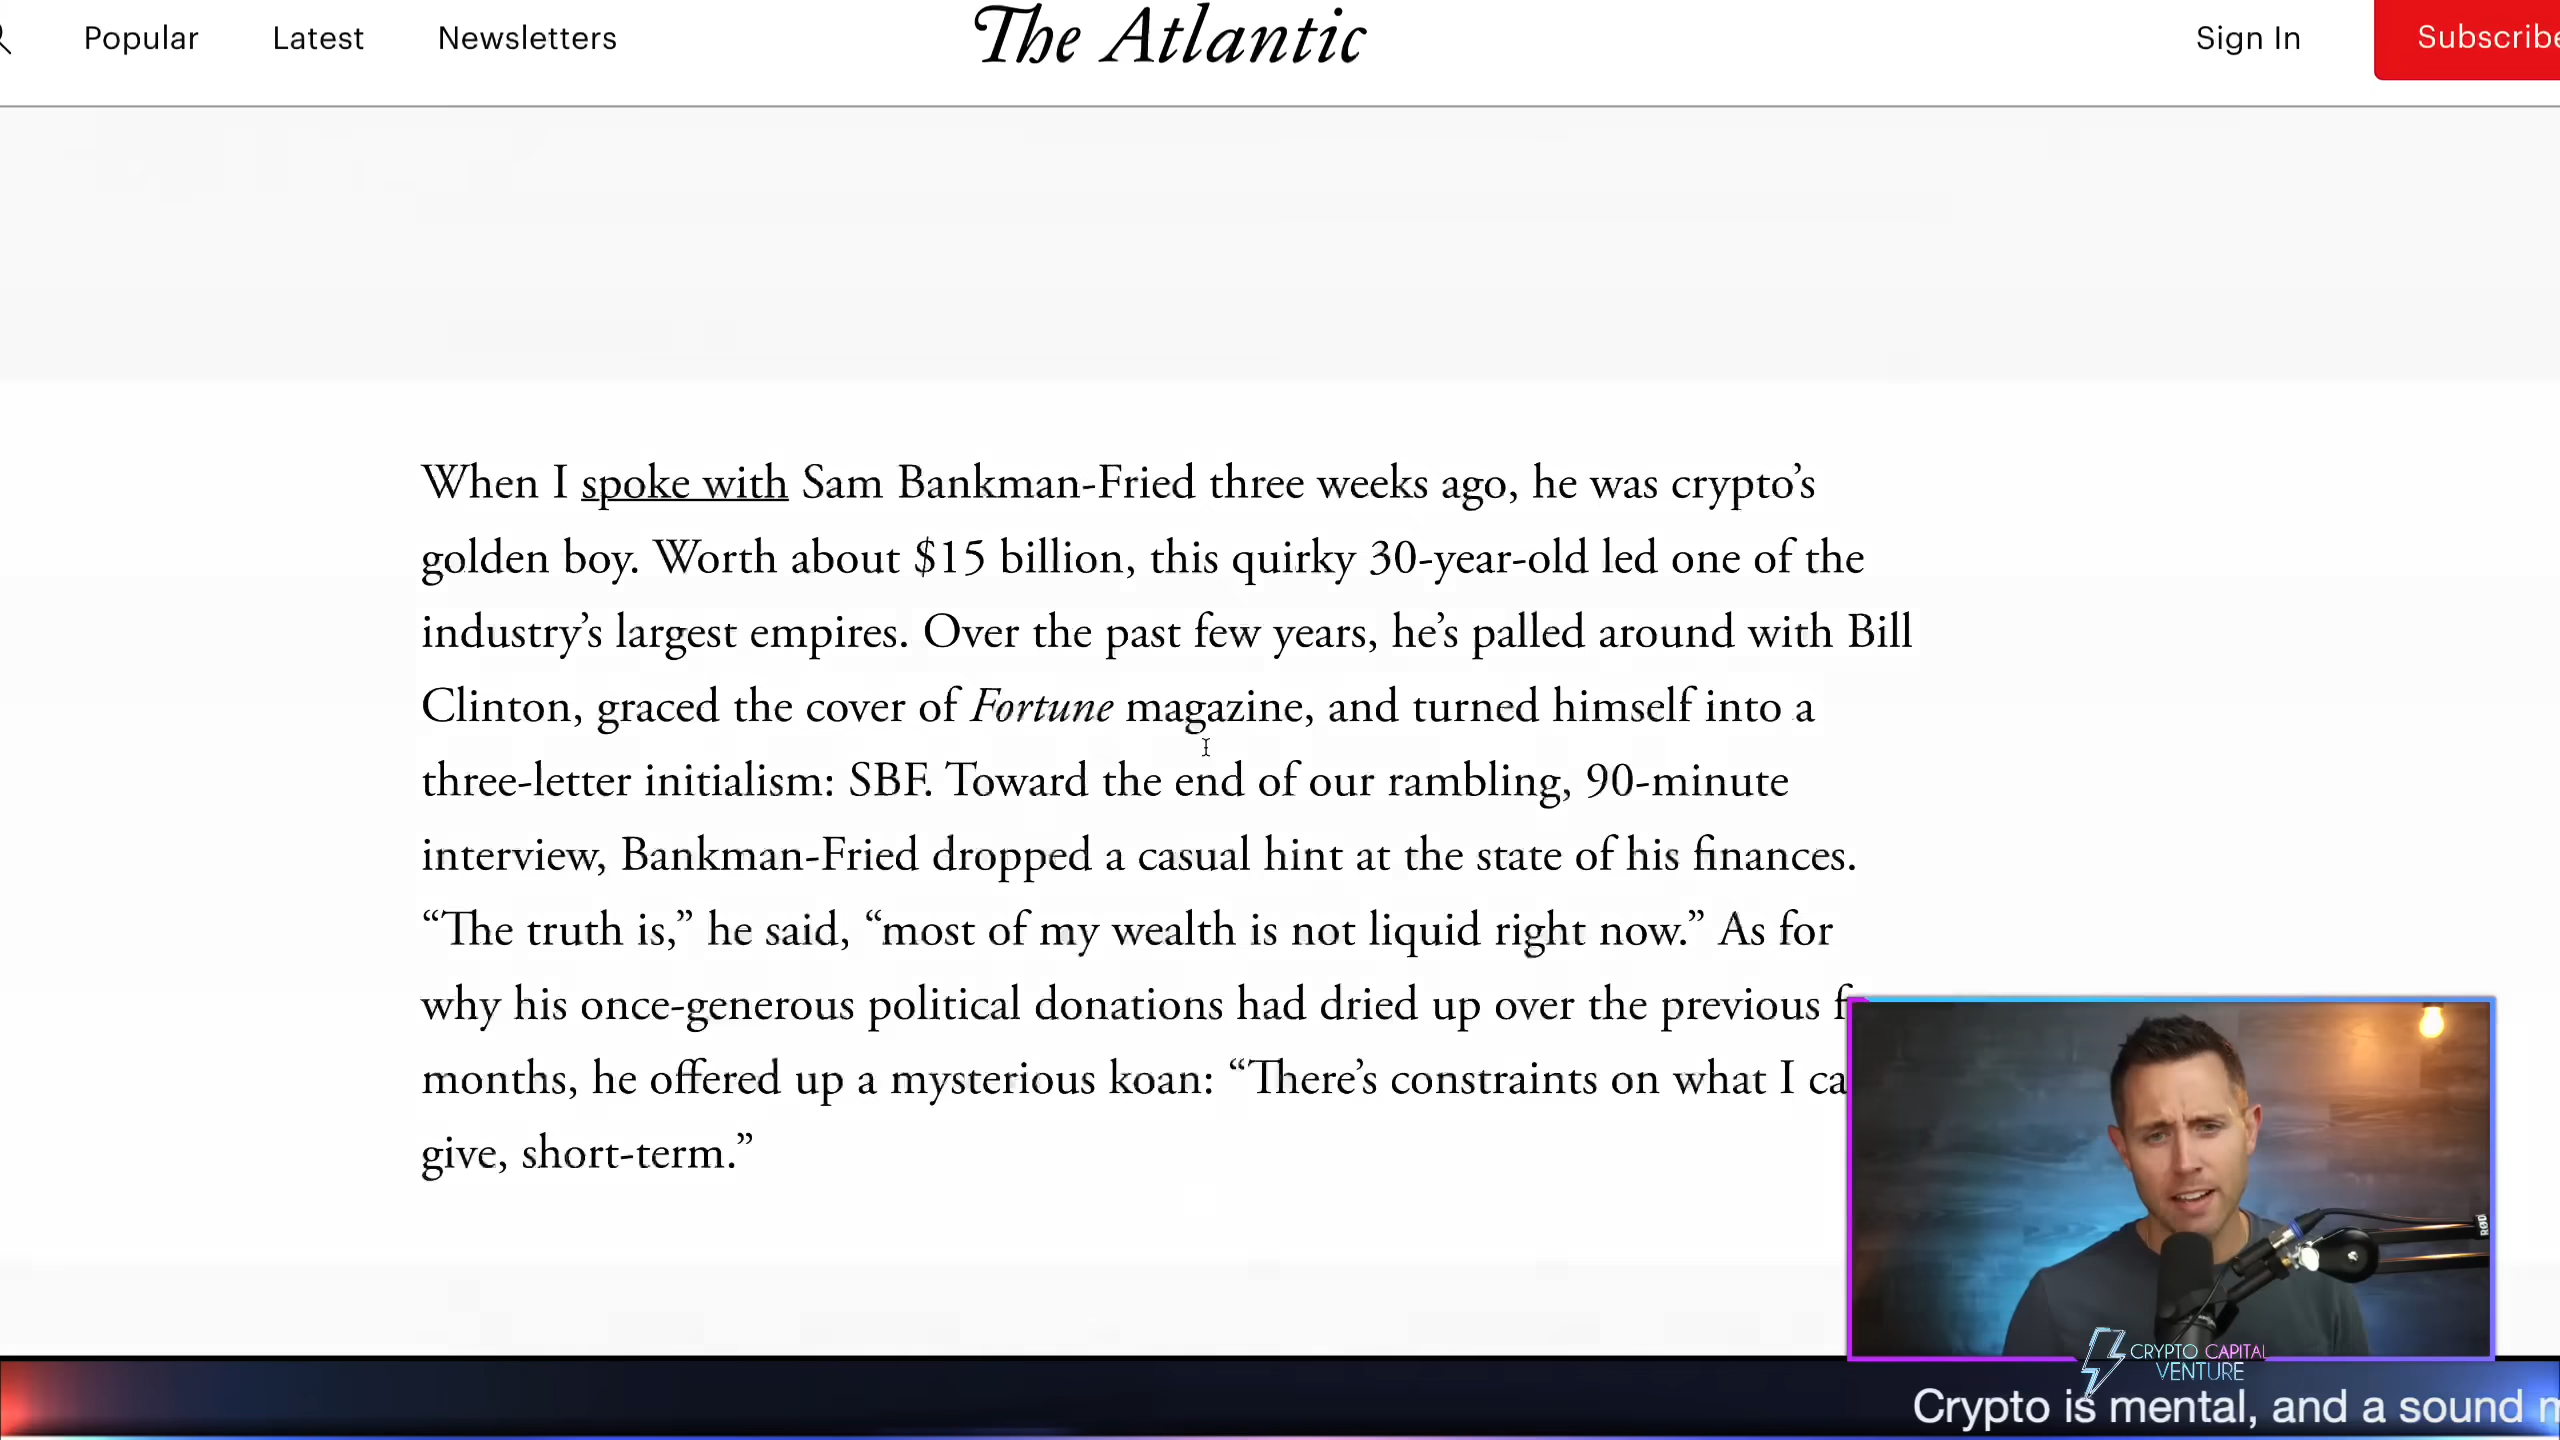 Popular Latest Newsletters The Atlantic Sign In Subscribe
When I spoke with Sam Bankman-Fried three weeks ago, he was crypto’s
golden boy. Worth about $15 billion, this quirky 30-year-old led one of the
industry’s largest empires. Over the past few years, he’s palled around with Bill
Clinton, graced the cover of Fortune magazine, and turned himself into a
three-letter initialism: SBF. Toward the end of our rambling, 90-minute
interview, Bankman-Fried dropped a casual hint at the state of his finances.
“The truth is,” he said, “most of my wealth is not liquid right now.” As for
why his once-generous political donations had dried up over the previous f
months, he offered up a mysterious koan: “There’s constraints on what I ca
give, short-term.”
RØDE
CRYPTO CAPITAL
VENTURE
Crypto is mental, and a sound